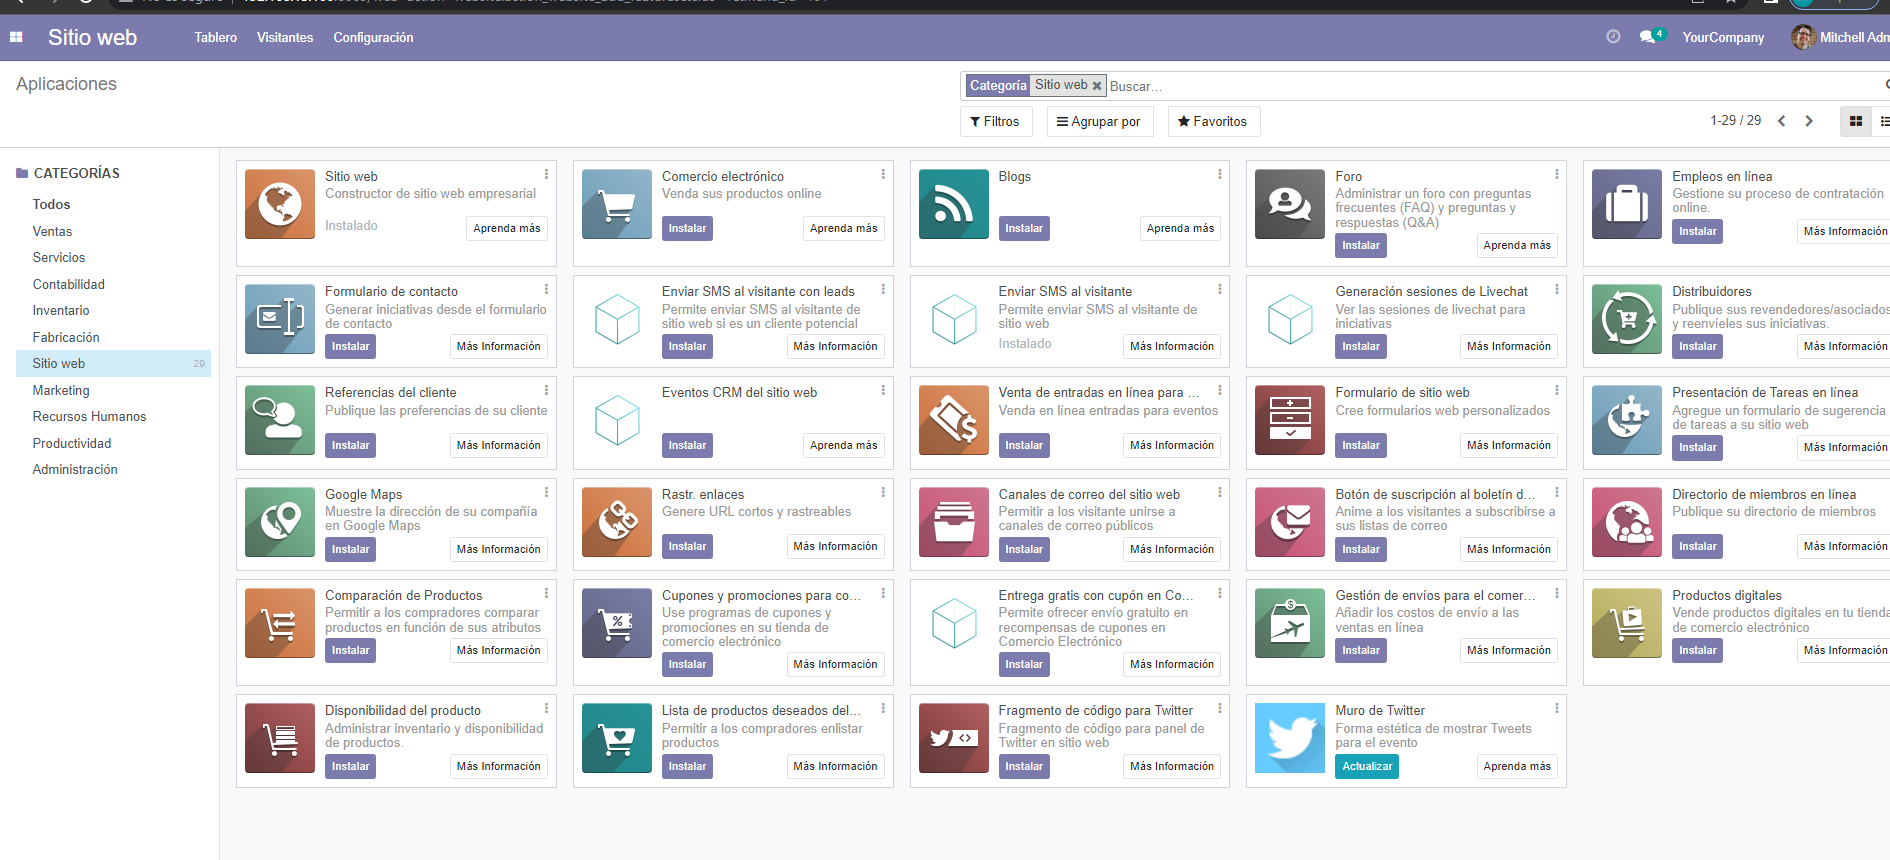 Sitio web
Tablero
Visitantes
Configuración
4
YourCompany
Mitchell Adm
Aplicaciones
Categoría
Sitio web
Buscar...
Filtros
Agrupar por
Favoritos
1-29 / 29
CATEGORÍAS
Todos
Ventas
Servicios
Contabilidad
Inventario
Fabricación
Sitio web
29
Marketing
Recursos Humanos
Productividad
Administración
Sitio web
Constructor de sitio web empresarial
Instalado
Aprenda más
Comercio electrónico
Venda sus productos online
Instalar
Aprenda más
Blogs
Instalar
Aprenda más
Foro
Administrar un foro con preguntas
frecuentes (FAQ) y preguntas y
respuestas (Q&A)
Instalar
Aprenda más
Empleos en línea
Gestione su proceso de contratación
online.
Instalar
Más Información
Formulario de contacto
Generar iniciativas desde el formulario
de contacto
Instalar
Más Información
Enviar SMS al visitante con leads
Permite enviar SMS al visitante de
sitio web si es un cliente potencial
Instalar
Más Información
Enviar SMS al visitante
Permite enviar SMS al visitante de
sitio web
Instalado
Más Información
Generación sesiones de Livechat
Ver las sesiones de livechat para
iniciativas
Instalar
Más Información
Distribuidores
Publique sus revendedores/asociados
y reenvíeles sus iniciativas.
Instalar
Más Información
Referencias del cliente
Publique las preferencias de su cliente
Instalar
Más Información
Eventos CRM del sitio web
Instalar
Aprenda más
Venta de entradas en línea para ...
Venda en línea entradas para eventos
Instalar
Más Información
Formulario de sitio web
Cree formularios web personalizados
Instalar
Más Información
Presentación de Tareas en línea
Agregue un formulario de sugerencia
de tareas a su sitio web
Instalar
Más Información
Google Maps
Muestre la dirección de su compañía
en Google Maps
Instalar
Más Información
Rastr. enlaces
Genere URL cortos y rastreables
Instalar
Más Información
Canales de correo del sitio web
Permitir a los visitante unirse a
canales de correo públicos
Instalar
Más Información
Botón de suscripción al boletín d...
Anime a los visitantes a subscribirse a
sus listas de correo
Instalar
Más Información
Directorio de miembros en línea
Publique su directorio de miembros
Instalar
Más Información
Comparación de Productos
Permitir a los compradores comparar
productos en función de sus atributos
Instalar
Más Información
Cupones y promociones para co...
Use programas de cupones y
promociones en su tienda de
comercio electrónico
Instalar
Más Información
Entrega gratis con cupón en Co...
Permite ofrecer envío gratuito en
recompensas de cupones en
Comercio Electrónico
Instalar
Más Información
Gestión de envíos para el comer...
Añadir los costos de envío a las
ventas en línea
Instalar
Más Información
Productos digitales
Vende productos digitales en tu tienda
de comercio electrónico
Instalar
Más Información
Disponibilidad del producto
Administrar inventario y disponibilidad
de productos.
Instalar
Más Información
Lista de productos deseados del...
Permitir a los compradores enlistar
productos
Instalar
Más Información
Fragmento de código para Twitter
Fragmento de código para panel de
Twitter en sitio web
Instalar
Más Información
Muro de Twitter
Forma estética de mostrar Tweets
para el evento
Actualizar
Aprenda más